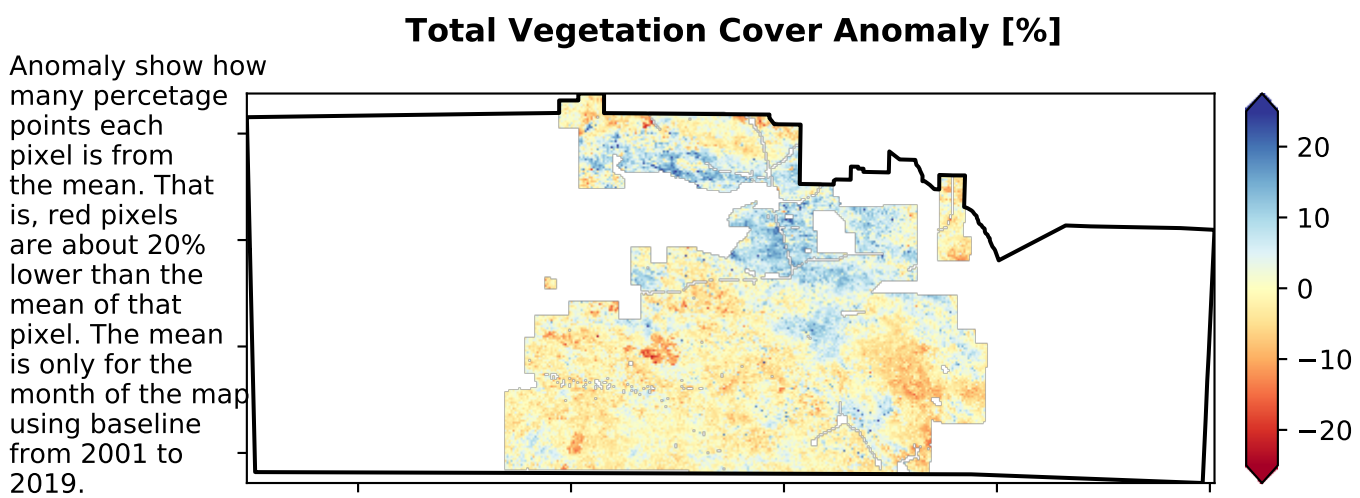 Total Vegetation Cover Anomaly [%]
Anomaly show how
many percetage
points each
pixel is from
the mean. That
is, red pixels
are about 20%
lower than the
mean of that
pixel. The mean
is only for the
month of the map
using baseline
from 2001 to
2019.
20
10
0
−10
−20